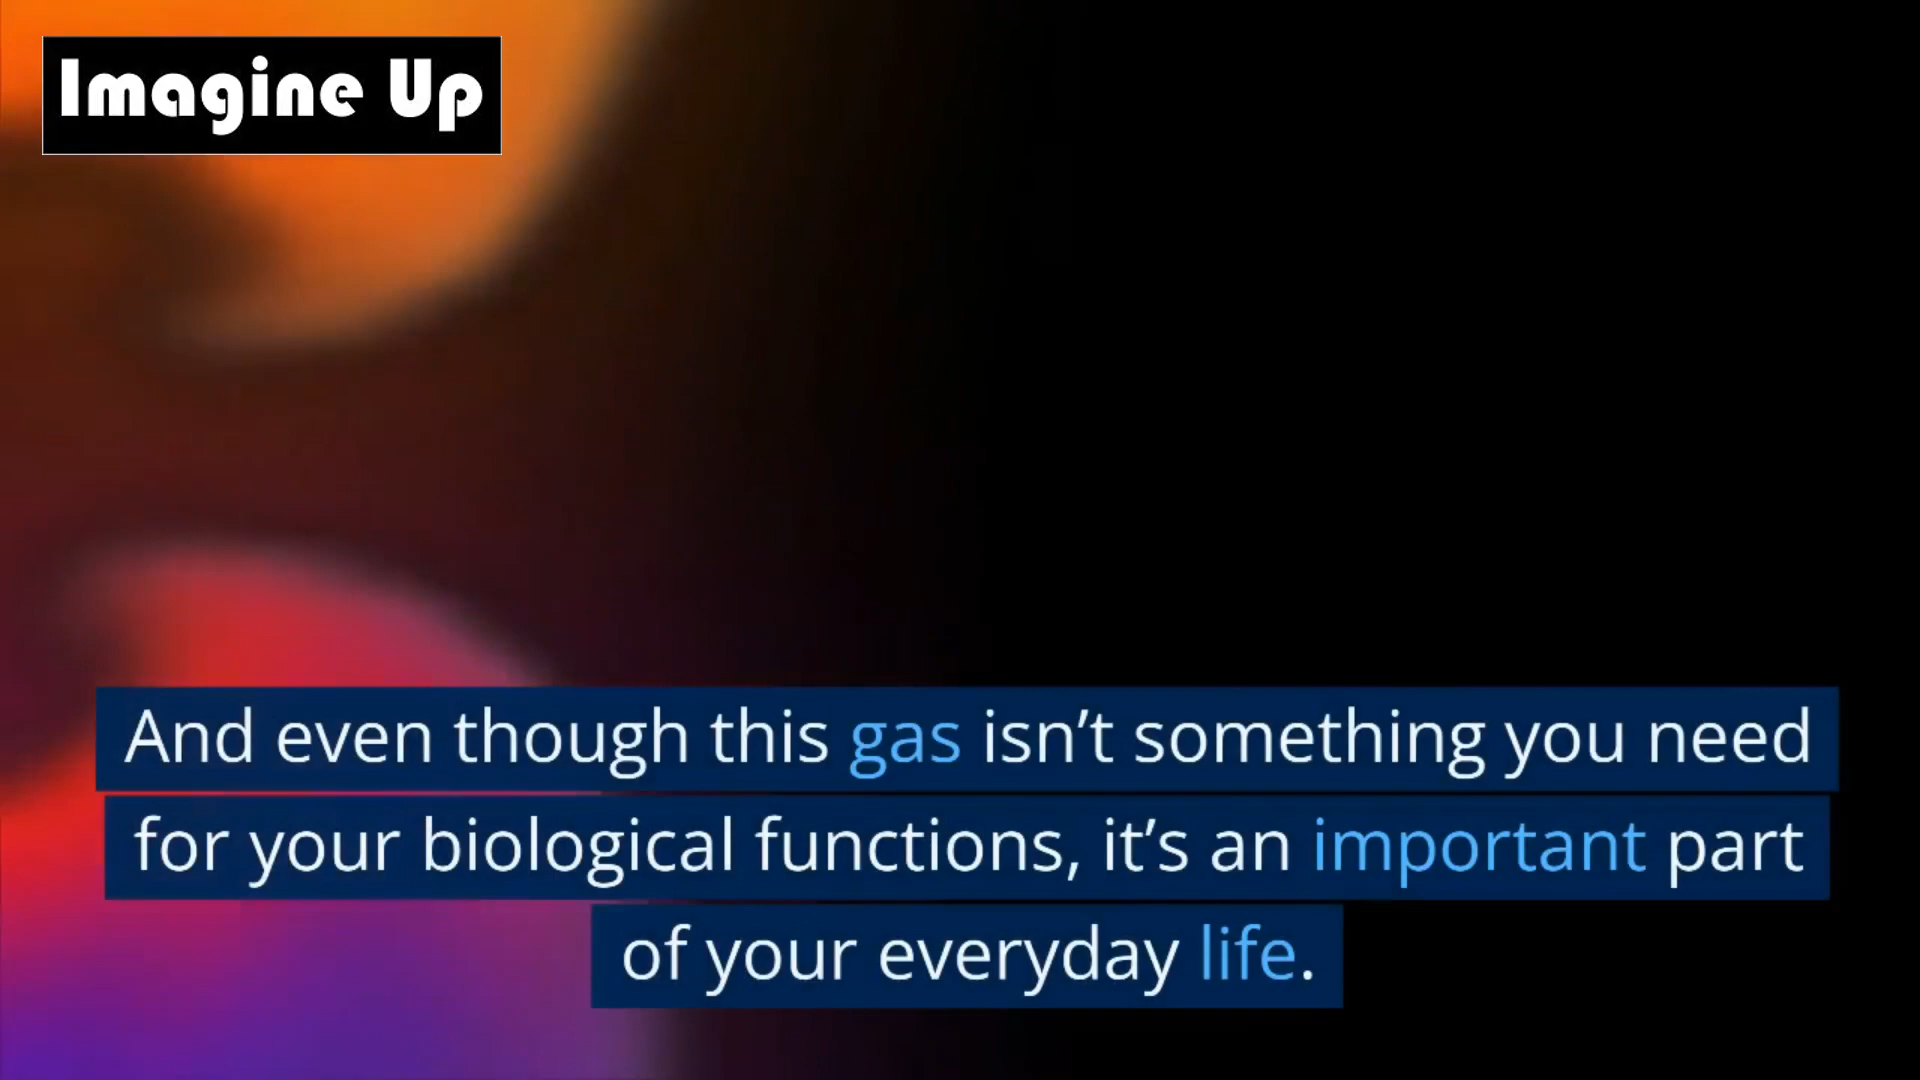 Imagine Up
And even though this gas isn’t something you need
for your biological functions, it’s an important part
of your everyday life.